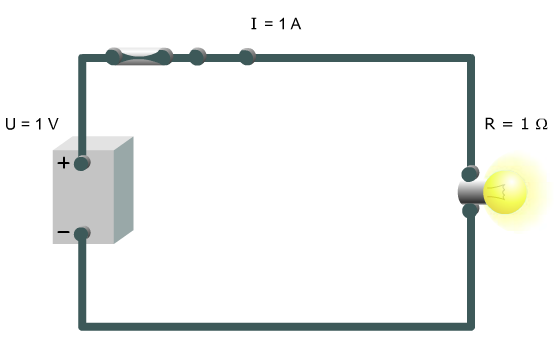 I = 1 A
U = 1 V
R = 1 Ω
+
−